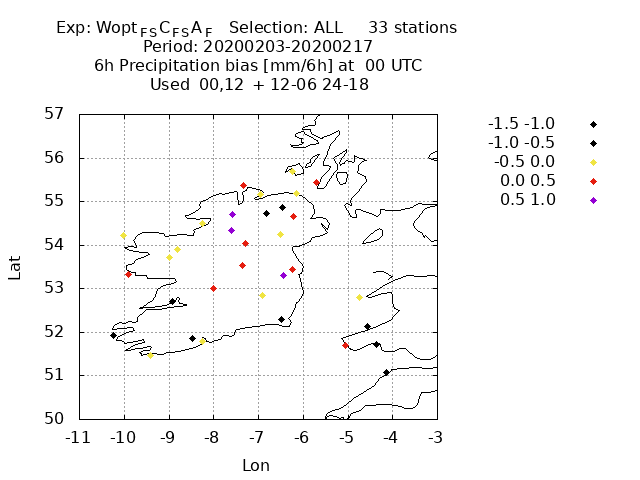 Exp: Wopt FS C FS A F Selection: ALL 33 stations
Period: 20200203-20200217
6h Precipitation bias [mm/6h] at 00 UTC
Used 00,12 + 12-06 24-18
-1.5 -1.0
-1.0 -0.5
-0.5 0.0
0.0 0.5
0.5 1.0
57
56
55
54
53
52
51
50
Lat
-11 -10 -9 -8 -7 -6 -5 -4 -3
Lon